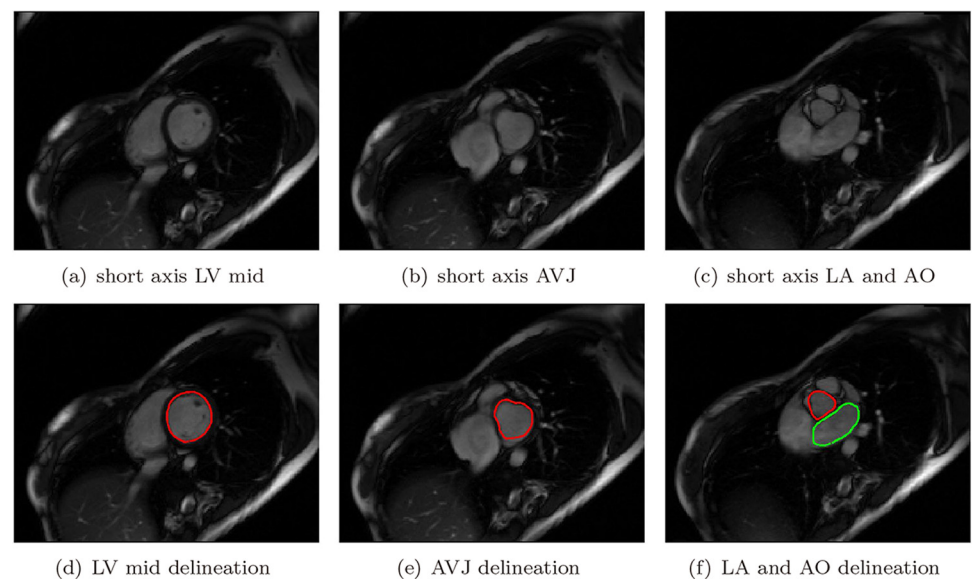 (a) short axis LV mid
(b) short axis AVJ
(c) short axis LA and AO
(d) LV mid delineation
(e) AVJ delineation
(f) LA and AO delineation